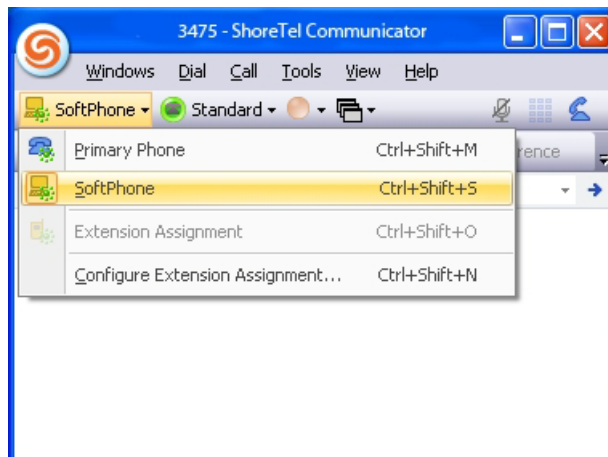 3475 - ShoreTel Communicator
Windows Dial Call Tools View Help
SoftPhone Standard
Primary Phone Ctrl+Shift+M
rence
SoftPhone Ctrl+Shift+S
Extension Assignment Ctrl+Shift+O
Configure Extension Assignment... Ctrl+Shift+N